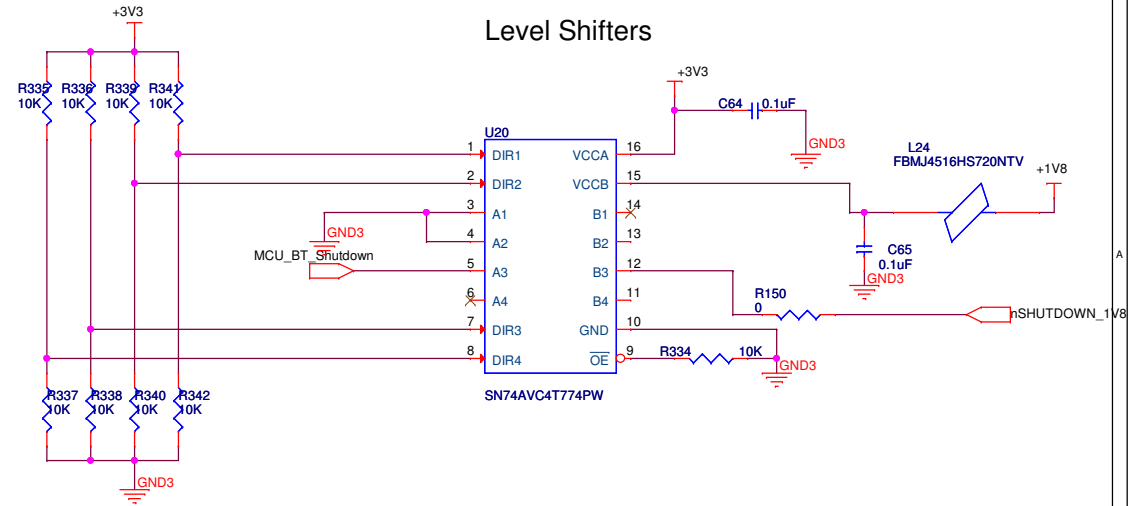 Level Shifters
+3V3
R335
10K
R336
10K
R339
10K
R341
10K
+3V3
C64
0.1uF
GND3
L24
FBMJ4516HS720NTV
+1V8
U20
1
DIR1
VCCA
16
2
DIR2
VCCB
15
3
A1
B1
14
4
A2
B2
13
5
A3
B3
12
6
A4
B4
11
7
DIR3
GND
10
8
DIR4
OE
9
SN74AVC4T774PW
GND3
MCU_BT_Shutdown
C65
0.1uF
GND3
A
R150
0
nSHUTDOWN_1V8
R334
10K
GND3
R337
10K
R338
10K
R340
10K
R342
10K
GND3